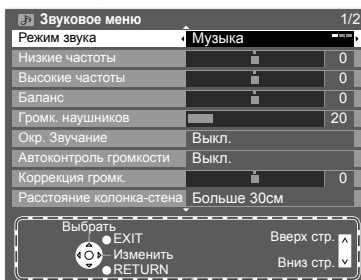 Звуковое меню 1/2
Режим звука Музыка
Низкие частоты 0
Высокие частоты 0
Баланс 0
Громк. наушников 20
Окр. Звучание Выкл.
Автоконтроль громкости Выкл.
Коррекция громк. 0
Расстояние колонка-стена Больше 30см
Выбрать
EXIT Вверх стр.
Изменить
RETURN Вниз стр.